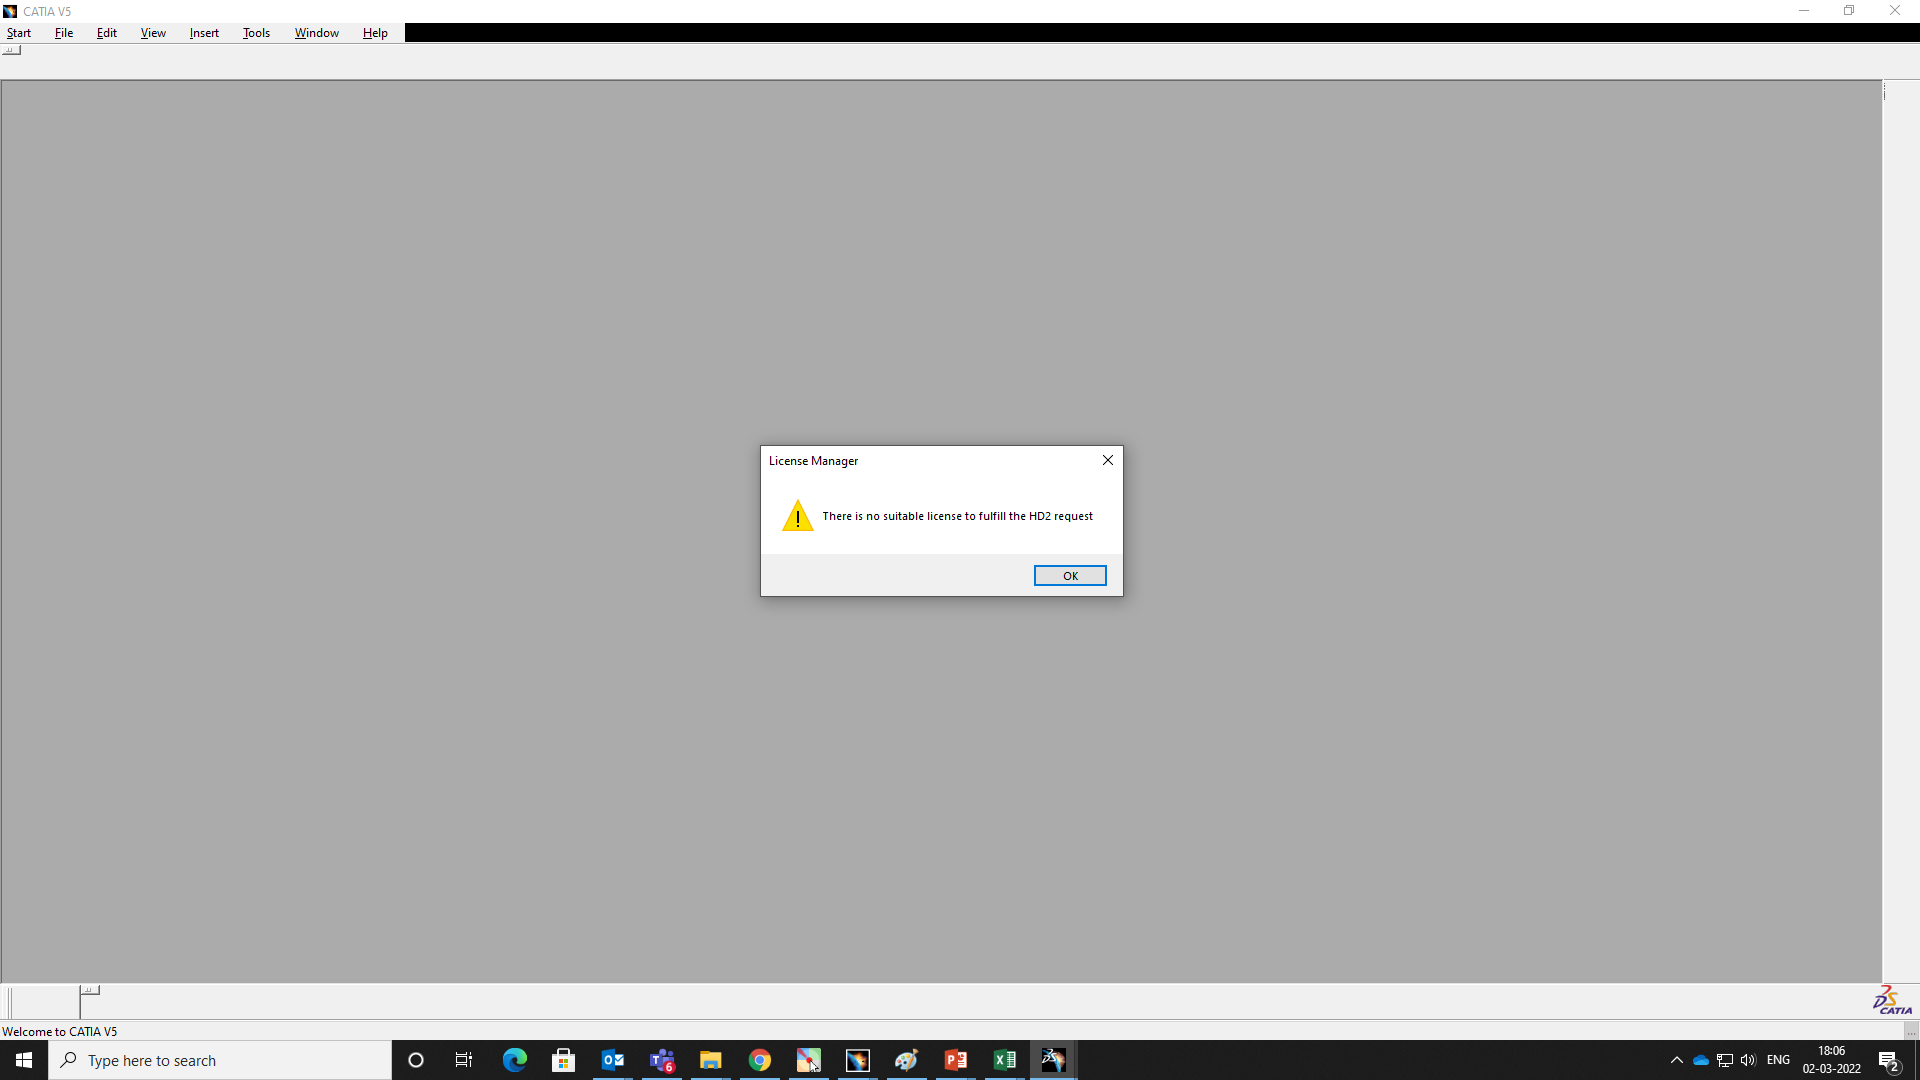 CATIA V5
Start File Edit View Insert Tools Window Help
License Manager
There is no suitable license to fulfill the HD2 request
OK
CATIA
Welcome to CATIA V5
Type here to search
6
ENG
18:06
02-03-2022
2